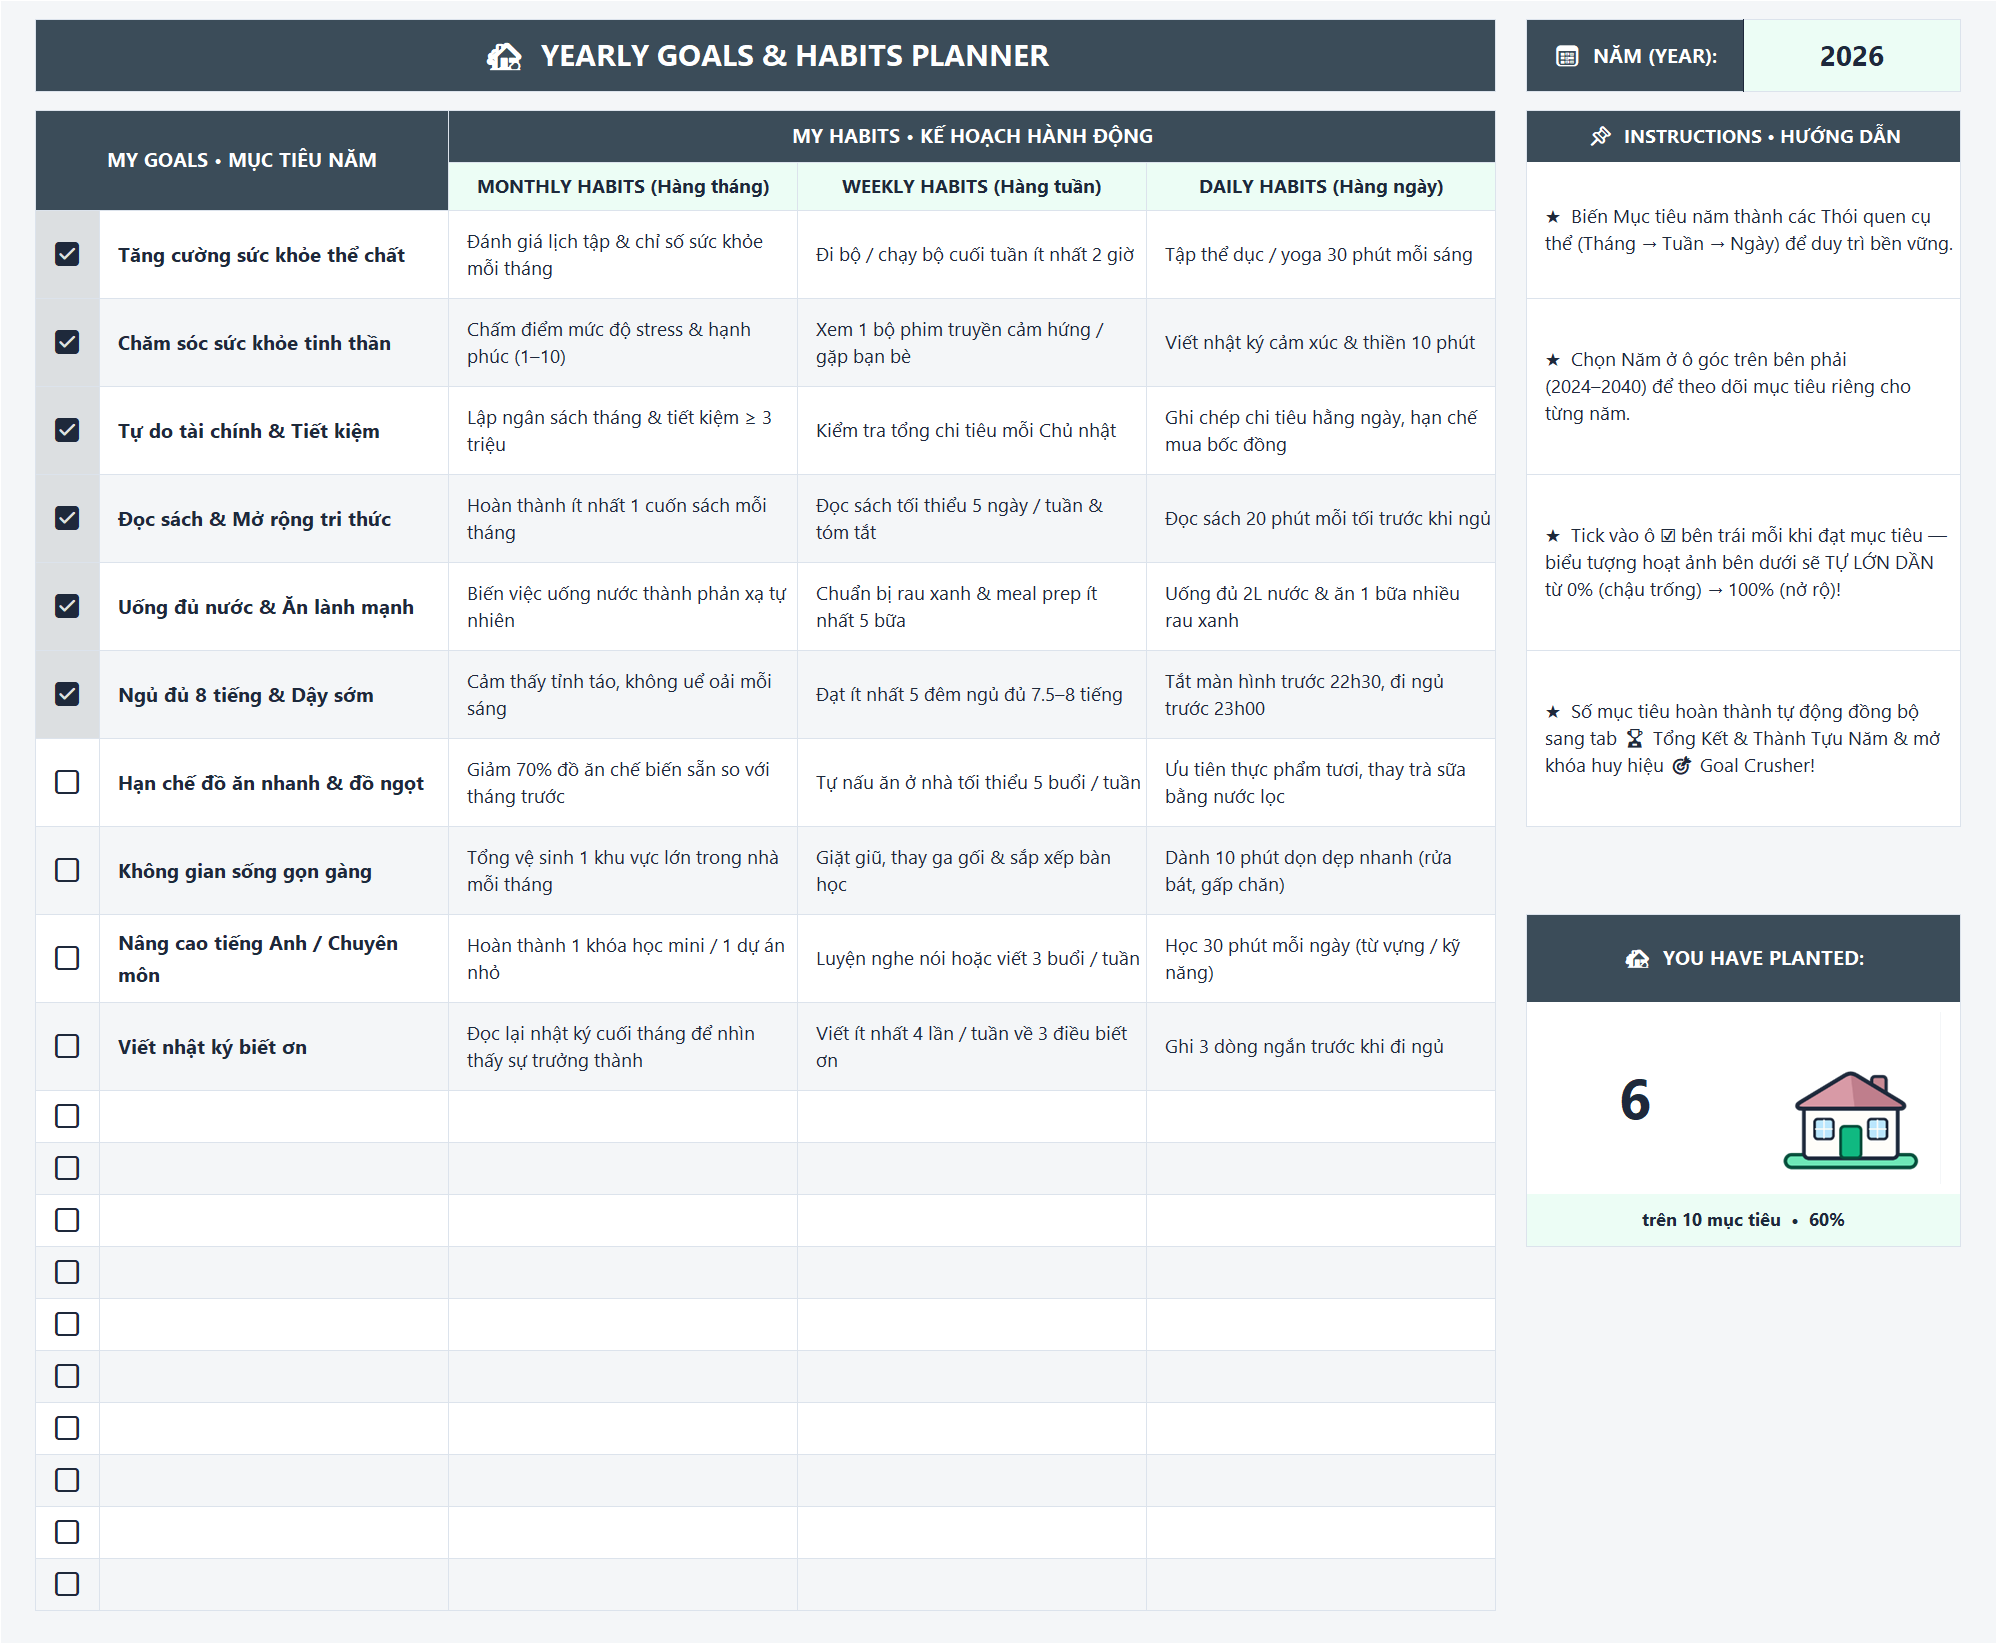 YEARLY GOALS & HABITS PLANNER
NĂM (YEAR):
2026
MY GOALS • MỤC TIÊU NĂM
MY HABITS • KẾ HOẠCH HÀNH ĐỘNG
MONTHLY HABITS (Hàng tháng)
WEEKLY HABITS (Hàng tuần)
DAILY HABITS (Hàng ngày)
Tăng cường sức khỏe thể chất
Đánh giá lịch tập & chỉ số sức khỏe
mỗi tháng
Đi bộ / chạy bộ cuối tuần ít nhất 2 giờ
Tập thể dục / yoga 30 phút mỗi sáng
Chăm sóc sức khỏe tinh thần
Chấm điểm mức độ stress & hạnh
phúc (1–10)
Xem 1 bộ phim truyền cảm hứng /
gặp bạn bè
Viết nhật ký cảm xúc & thiền 10 phút
Tự do tài chính & Tiết kiệm
Lập ngân sách tháng & tiết kiệm ≥ 3
triệu
Kiểm tra tổng chi tiêu mỗi Chủ nhật
Ghi chép chi tiêu hằng ngày, hạn chế
mua bốc đồng
Đọc sách & Mở rộng tri thức
Hoàn thành ít nhất 1 cuốn sách mỗi
tháng
Đọc sách tối thiểu 5 ngày / tuần &
tóm tắt
Đọc sách 20 phút mỗi tối trước khi ngủ
Uống đủ nước & Ăn lành mạnh
Biến việc uống nước thành phản xạ tự
nhiên
Chuẩn bị rau xanh & meal prep ít
nhất 5 bữa
Uống đủ 2L nước & ăn 1 bữa nhiều
rau xanh
Ngủ đủ 8 tiếng & Dậy sớm
Cảm thấy tỉnh táo, không uể oải mỗi
sáng
Đạt ít nhất 5 đêm ngủ đủ 7.5–8 tiếng
Tắt màn hình trước 22h30, đi ngủ
trước 23h00
Hạn chế đồ ăn nhanh & đồ ngọt
Giảm 70% đồ ăn chế biến sẵn so với
tháng trước
Tự nấu ăn ở nhà tối thiểu 5 buổi / tuần
Ưu tiên thực phẩm tươi, thay trà sữa
bằng nước lọc
Không gian sống gọn gàng
Tổng vệ sinh 1 khu vực lớn trong nhà
mỗi tháng
Giặt giũ, thay ga gối & sắp xếp bàn
học
Dành 10 phút dọn dẹp nhanh (rửa
bát, gấp chăn)
Nâng cao tiếng Anh / Chuyên
môn
Hoàn thành 1 khóa học mini / 1 dự án
nhỏ
Luyện nghe nói hoặc viết 3 buổi / tuần
Học 30 phút mỗi ngày (từ vựng / kỹ
năng)
Viết nhật ký biết ơn
Đọc lại nhật ký cuối tháng để nhìn
thấy sự trưởng thành
Viết ít nhất 4 lần / tuần về 3 điều biết
ơn
Ghi 3 dòng ngắn trước khi đi ngủ
INSTRUCTIONS • HƯỚNG DẪN
★ Biến Mục tiêu năm thành các Thói quen cụ
thể (Tháng → Tuần → Ngày) để duy trì bền vững.
★ Chọn Năm ở ô góc trên bên phải
(2024–2040) để theo dõi mục tiêu riêng cho
từng năm.
★ Tick vào ô ☑ bên trái mỗi khi đạt mục tiêu —
biểu tượng hoạt ảnh bên dưới sẽ TỰ LỚN DẦN
từ 0% (chậu trống) → 100% (nở rộ)!
★ Số mục tiêu hoàn thành tự động đồng bộ
sang tab 🏆 Tổng Kết & Thành Tựu Năm & mở
khóa huy hiệu 🎯 Goal Crusher!
YOU HAVE PLANTED:
6
trên 10 mục tiêu • 60%